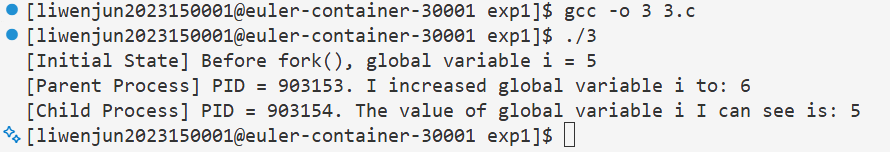 [liwenjun2023150001@euler-container-30001 exp1]$ gcc -o 3 3.c
[liwenjun2023150001@euler-container-30001 exp1]$ ./3
[Initial State] Before fork(), global variable i = 5
[Parent Process] PID = 903153. I increased global variable i to: 6
[Child Process] PID = 903154. The value of global variable i I can see is: 5
[liwenjun2023150001@euler-container-30001 exp1]$